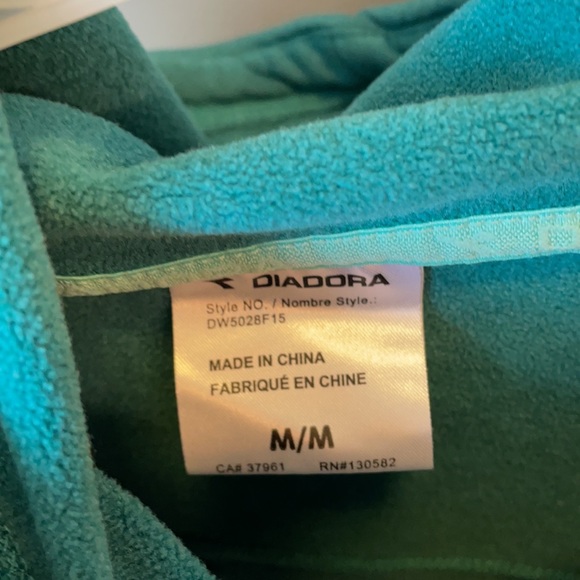 DIADORA
Style NO. / Nombre Style.:
DW5028F15
MADE IN CHINA
FABRIQUÉ EN CHINE
M/M
CA# 37961 RN#130582